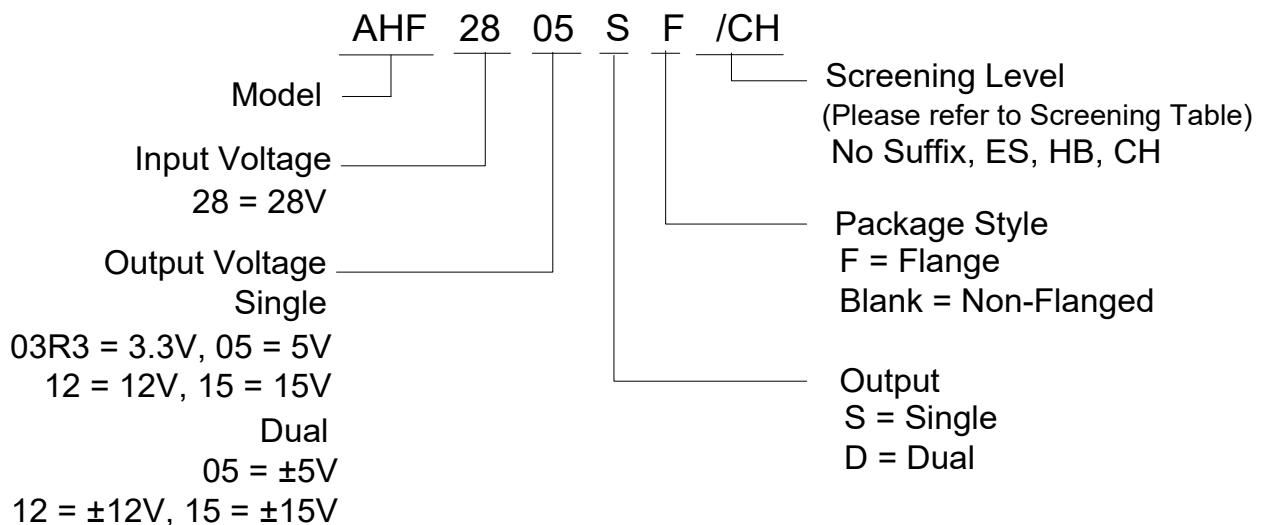 AHF 28 05 S F /CH
Model
Input Voltage
28 = 28V
Output Voltage
Single
03R3 = 3.3V, 05 = 5V
12 = 12V, 15 = 15V
Dual
05 = ±5V
12 = ±12V, 15 = ±15V
Screening Level
(Please refer to Screening Table)
No Suffix, ES, HB, CH
Package Style
F = Flange
Blank = Non-Flanged
Output
S = Single
D = Dual